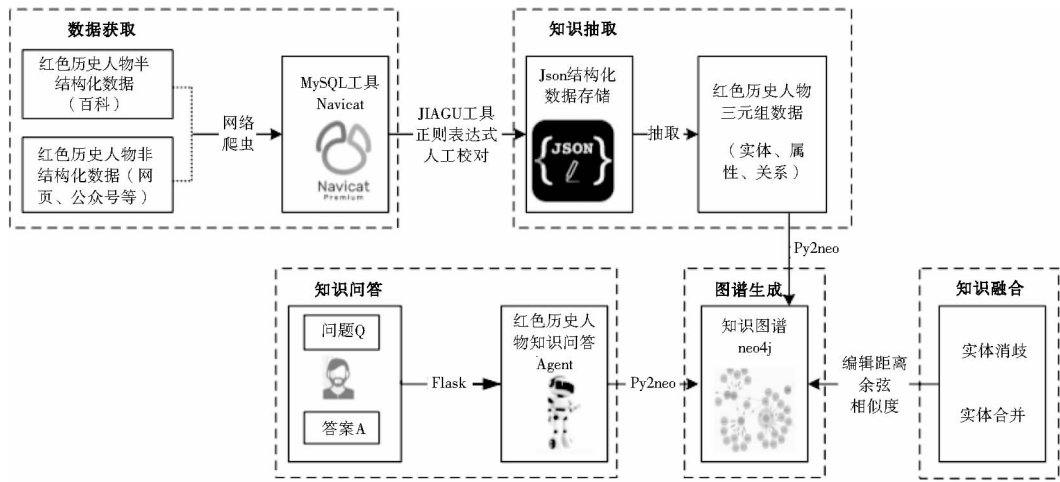 数据获取
红色历史人物半
结构化数据
（百科）
红色历史人物非
结构化数据（网
页、公众号等）
网络
爬虫
MySQL工具
Navicat
Navicat
Premium
JIAGU工具
正则表达式
人工校对
知识抽取
Json结构化
数据存储
{JSON}
抽取
红色历史人物
三元组数据
（实体、属
性、关系）
Py2neo
知识问答
问题Q
答案A
Flask
红色历史人
物知识问答
Agent
Py2neo
图谱生成
知识图谱
neo4j
编辑距离
余弦
相似度
知识融合
实体消歧
实体合并